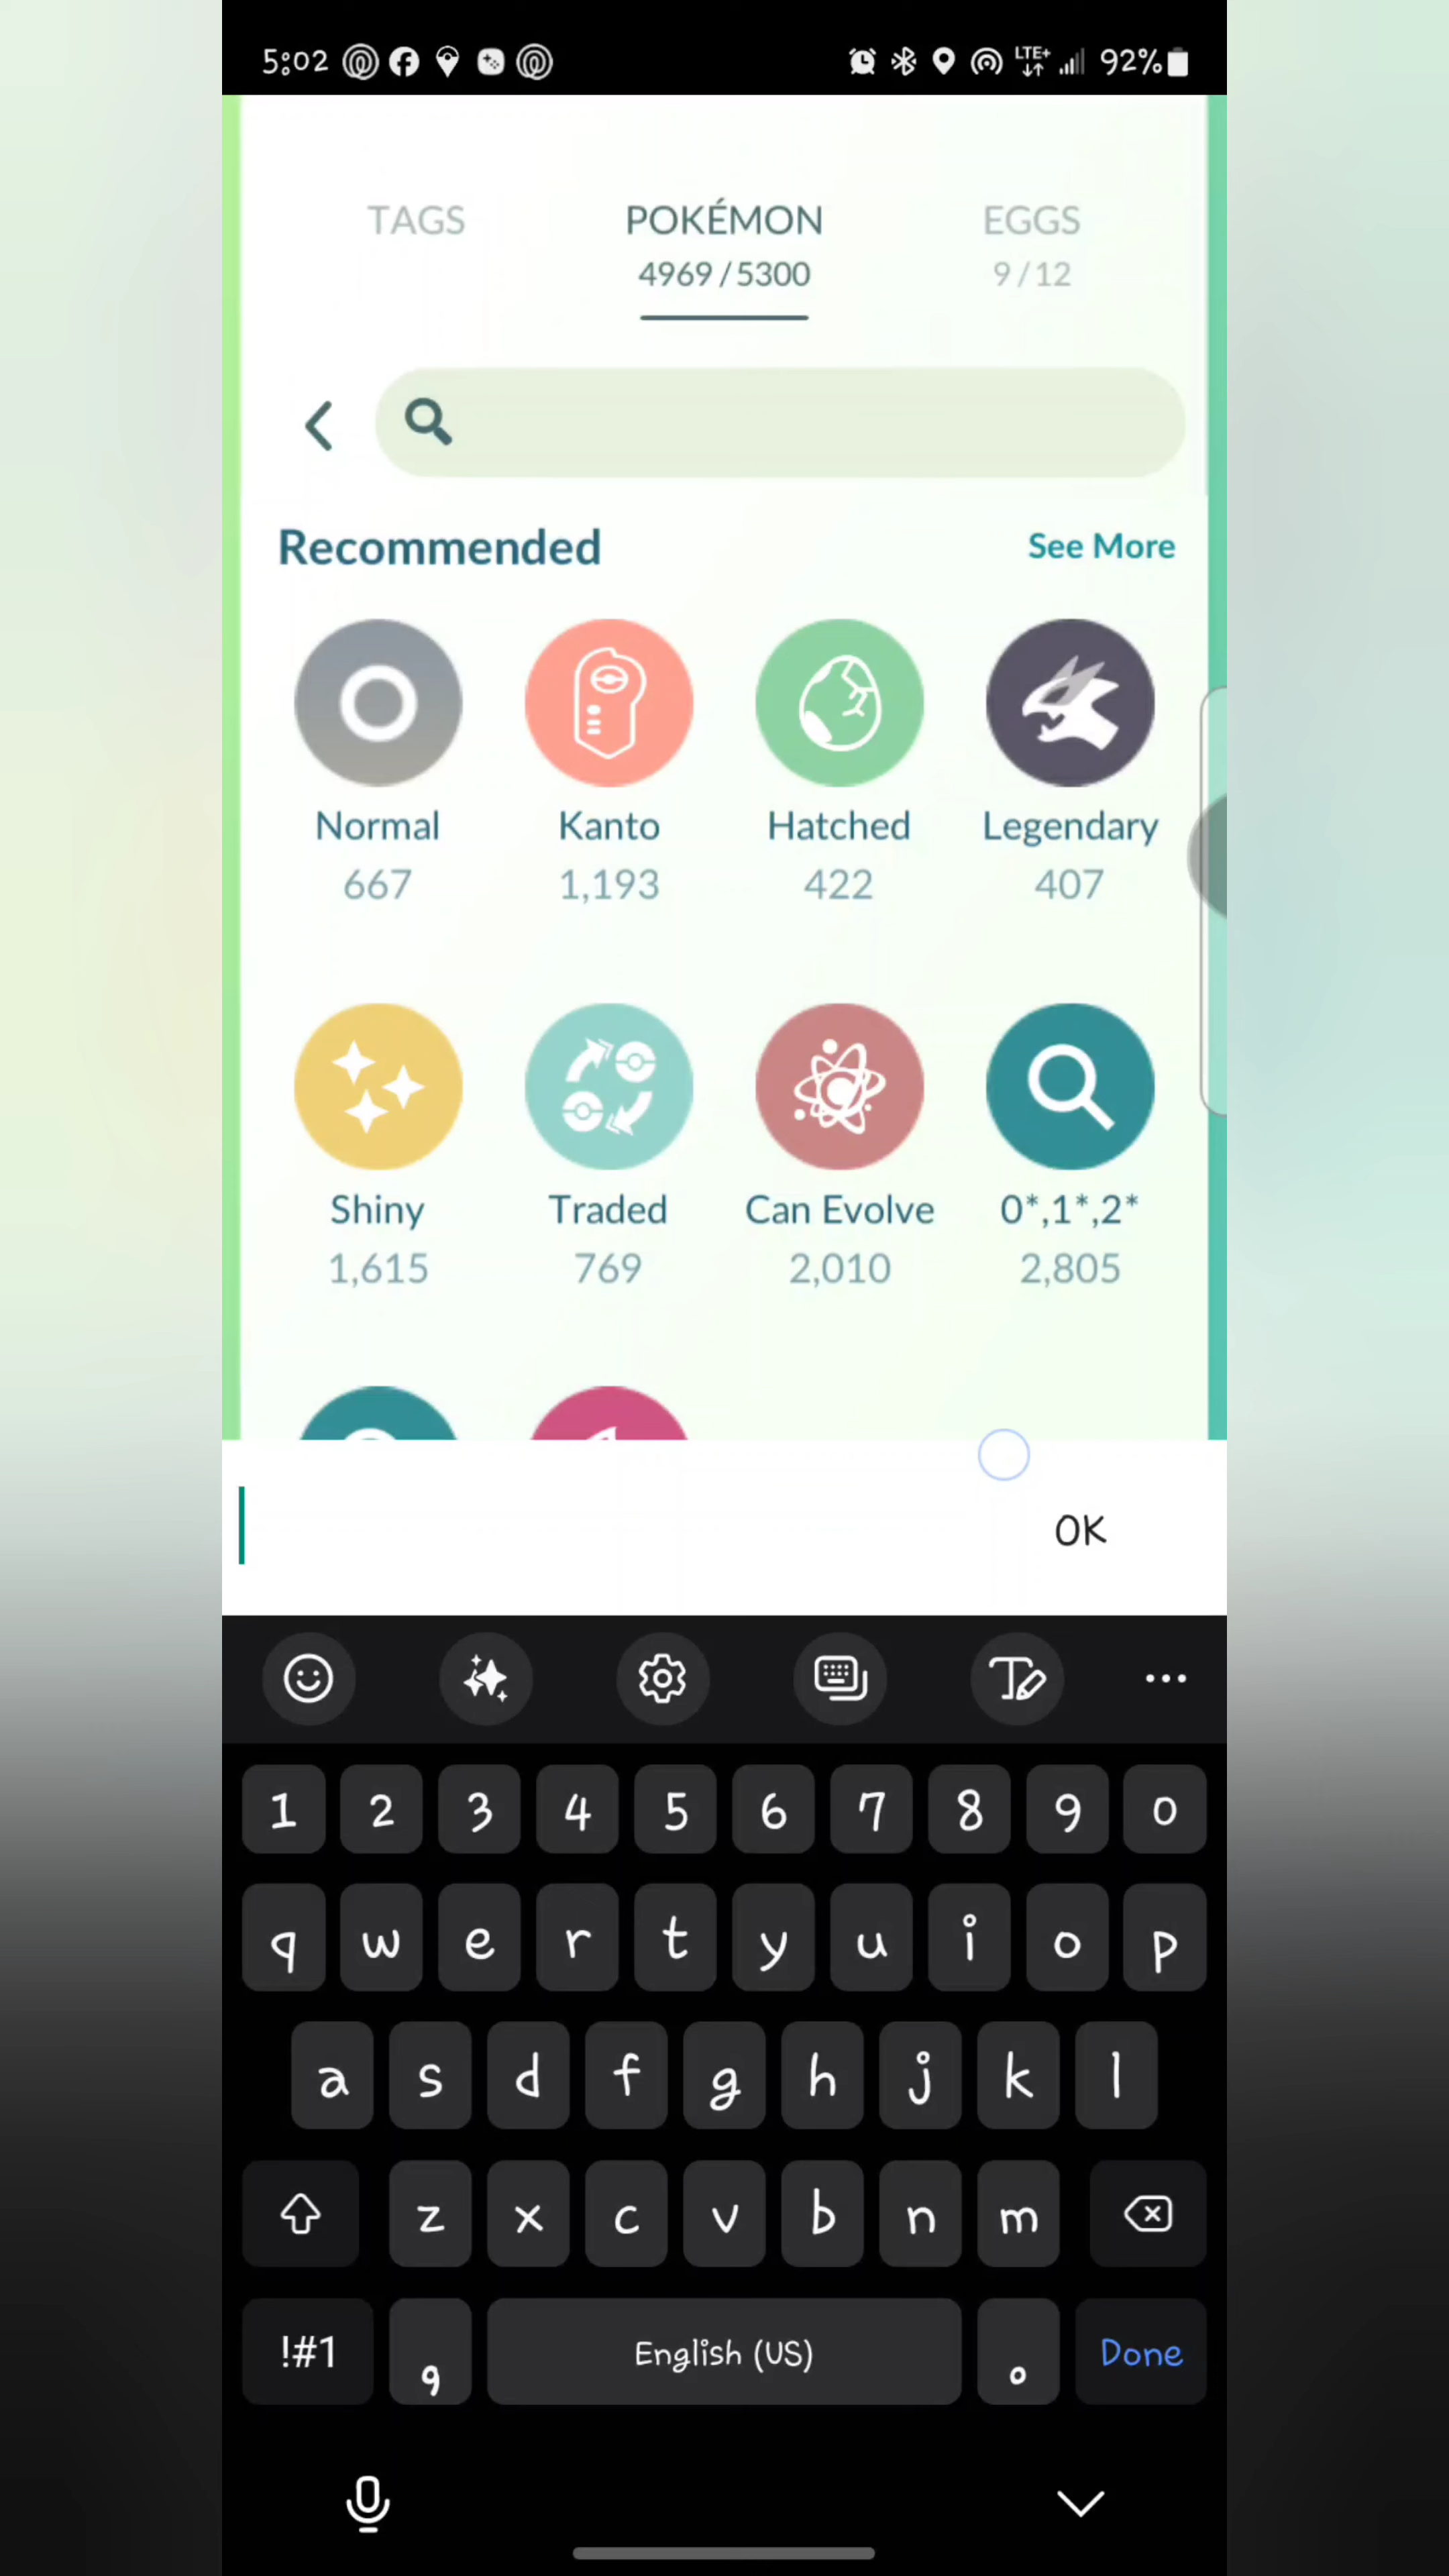 5:02 LTE+ 92%
TAGS POKÉMON EGGS
4969/5300 9/12
Recommended See More
Normal Kanto Hatched Legendary
667 1,193 422 407
Shiny Traded Can Evolve 0*,1*,2*
1,615 769 2,010 2,805
OK
1 2 3 4 5 6 7 8 9 0
q w e r t y u i o p
a s d f g h j k l
z x c v b n m
!#1 , English (US) . Done